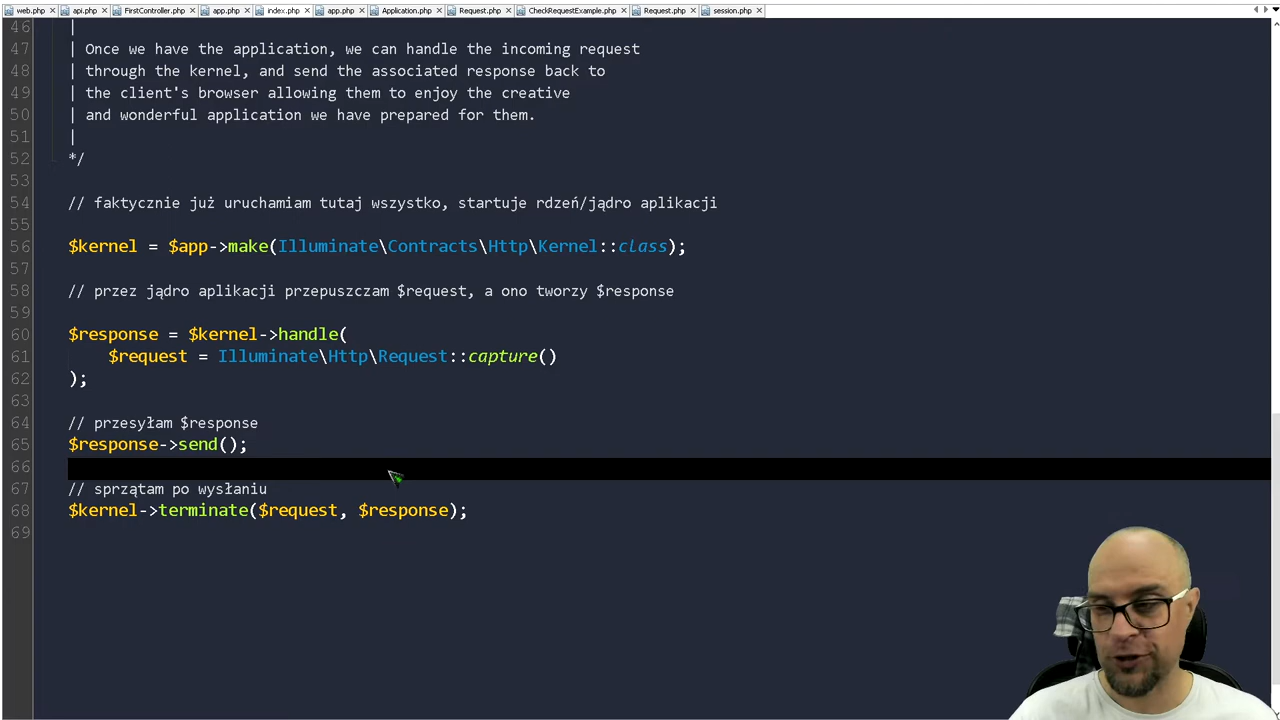 web.php
api.php
FirstController.php
app.php
index.php
app.php
Application.php
Request.php
CheckRequestExample.php
Request.php
session.php
46 |
47 | Once we have the application, we can handle the incoming request
48 | through the kernel, and send the associated response back to
49 | the client's browser allowing them to enjoy the creative
50 | and wonderful application we have prepared for them.
51 |
52 */
53
54 // faktycznie już uruchamiam tutaj wszystko, startuje rdzeń/jądro aplikacji
55
56 $kernel = $app->make(Illuminate\Contracts\Http\Kernel::class);
57
58 // przez jądro aplikacji przepuszczam $request, a ono tworzy $response
59
60 $response = $kernel->handle(
61 $request = Illuminate\Http\Request::capture()
62 );
63
64 // przesyłam $response
65 $response->send();
66
67 // sprzątam po wysłaniu
68 $kernel->terminate($request, $response);
69